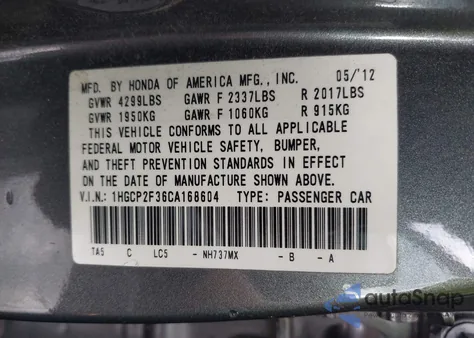 MFD. BY HONDA OF AMERICA MFG., INC. 05/'12
GVWR 4299LBS GAWR F 2337LBS R 2017LBS
GVWR 1950KG GAWR F 1060KG R 915KG
THIS VEHICLE CONFORMS TO ALL APPLICABLE
FEDERAL MOTOR VEHICLE SAFETY, BUMPER,
AND THEFT PREVENTION STANDARDS IN EFFECT
ON THE DATE OF MANUFACTURE SHOWN ABOVE.
V.I.N.: 1HGCP2F36CA168604 TYPE: PASSENGER CAR
TA5 C LC5 - NH737MX - B - A
autoSnap